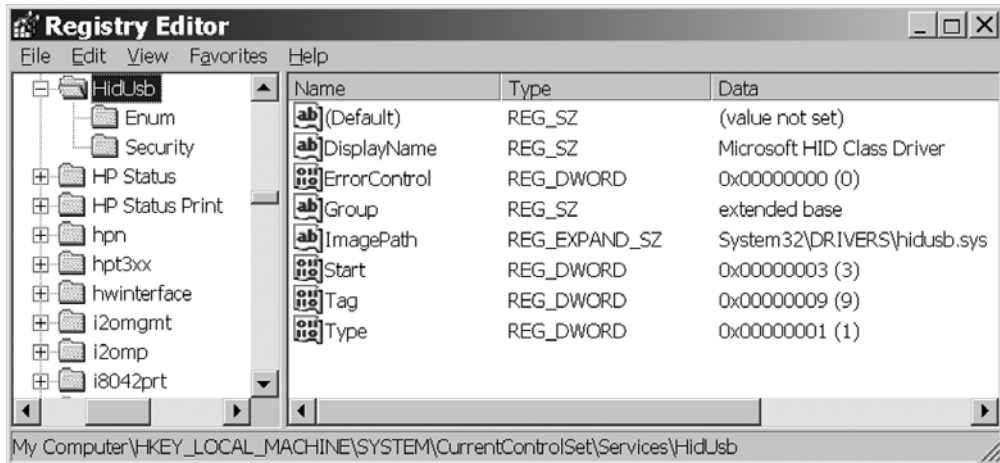 Registry Editor
File Edit View Favorites Help
HidUsb
Enum
Security
HP Status
HP Status Print
hpn
hpt3xx
hwinterface
i2omgmt
i2omp
i8042prt
Name Type Data
(Default) REG_SZ (value not set)
DisplayName REG_SZ Microsoft HID Class Driver
ErrorControl REG_DWORD 0x00000000 (0)
Group REG_SZ extended base
ImagePath REG_EXPAND_SZ System32\DRIVERS\hidusb.sys
Start REG_DWORD 0x00000003 (3)
Tag REG_DWORD 0x00000009 (9)
Type REG_DWORD 0x00000001 (1)
My Computer\HKEY_LOCAL_MACHINE\SYSTEM\CurrentControlSet\Services\HidUsb